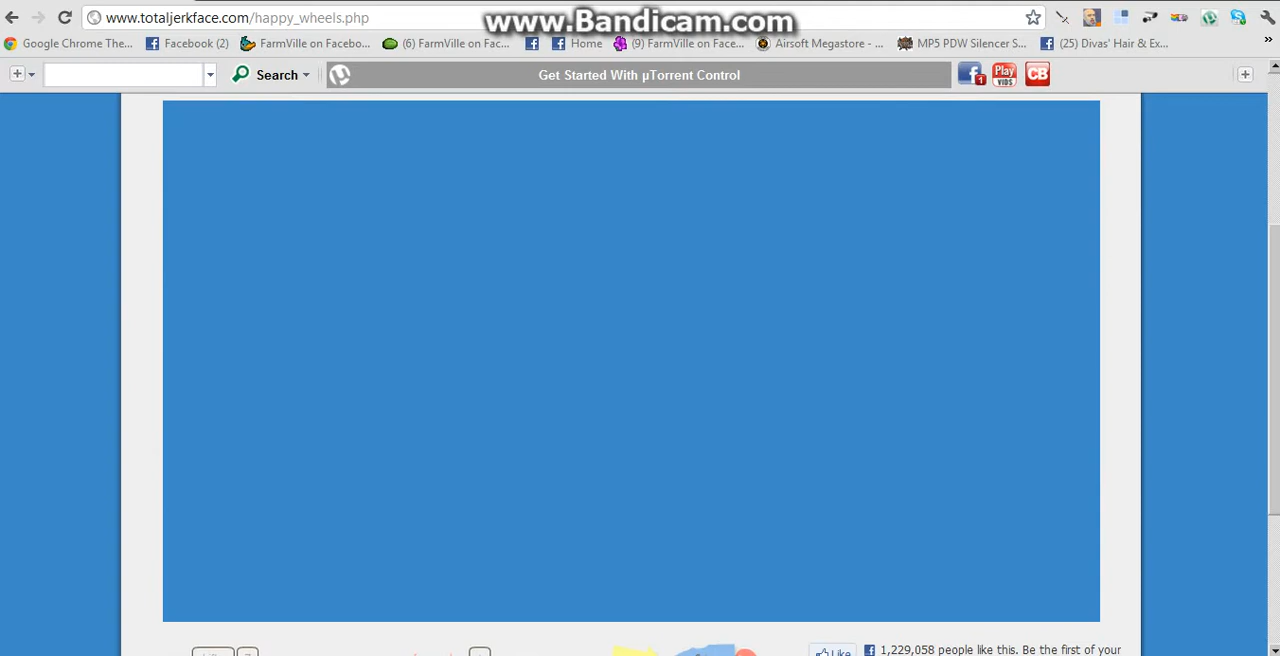 www.totaljerkface.com/happy_wheels.php
www.Bandicam.com
Google Chrome The... Facebook (2) FarmVille on Facebo... (6) FarmVille on Fac... Home (9) FarmVille on Face... Airsoft Megastore - ... MP5 PDW Silencer S... (25) Divas' Hair & Ex... »
Search Get Started With µTorrent Control 1 Play VIDS CB
Like 1,229,058 people like this. Be the first of your